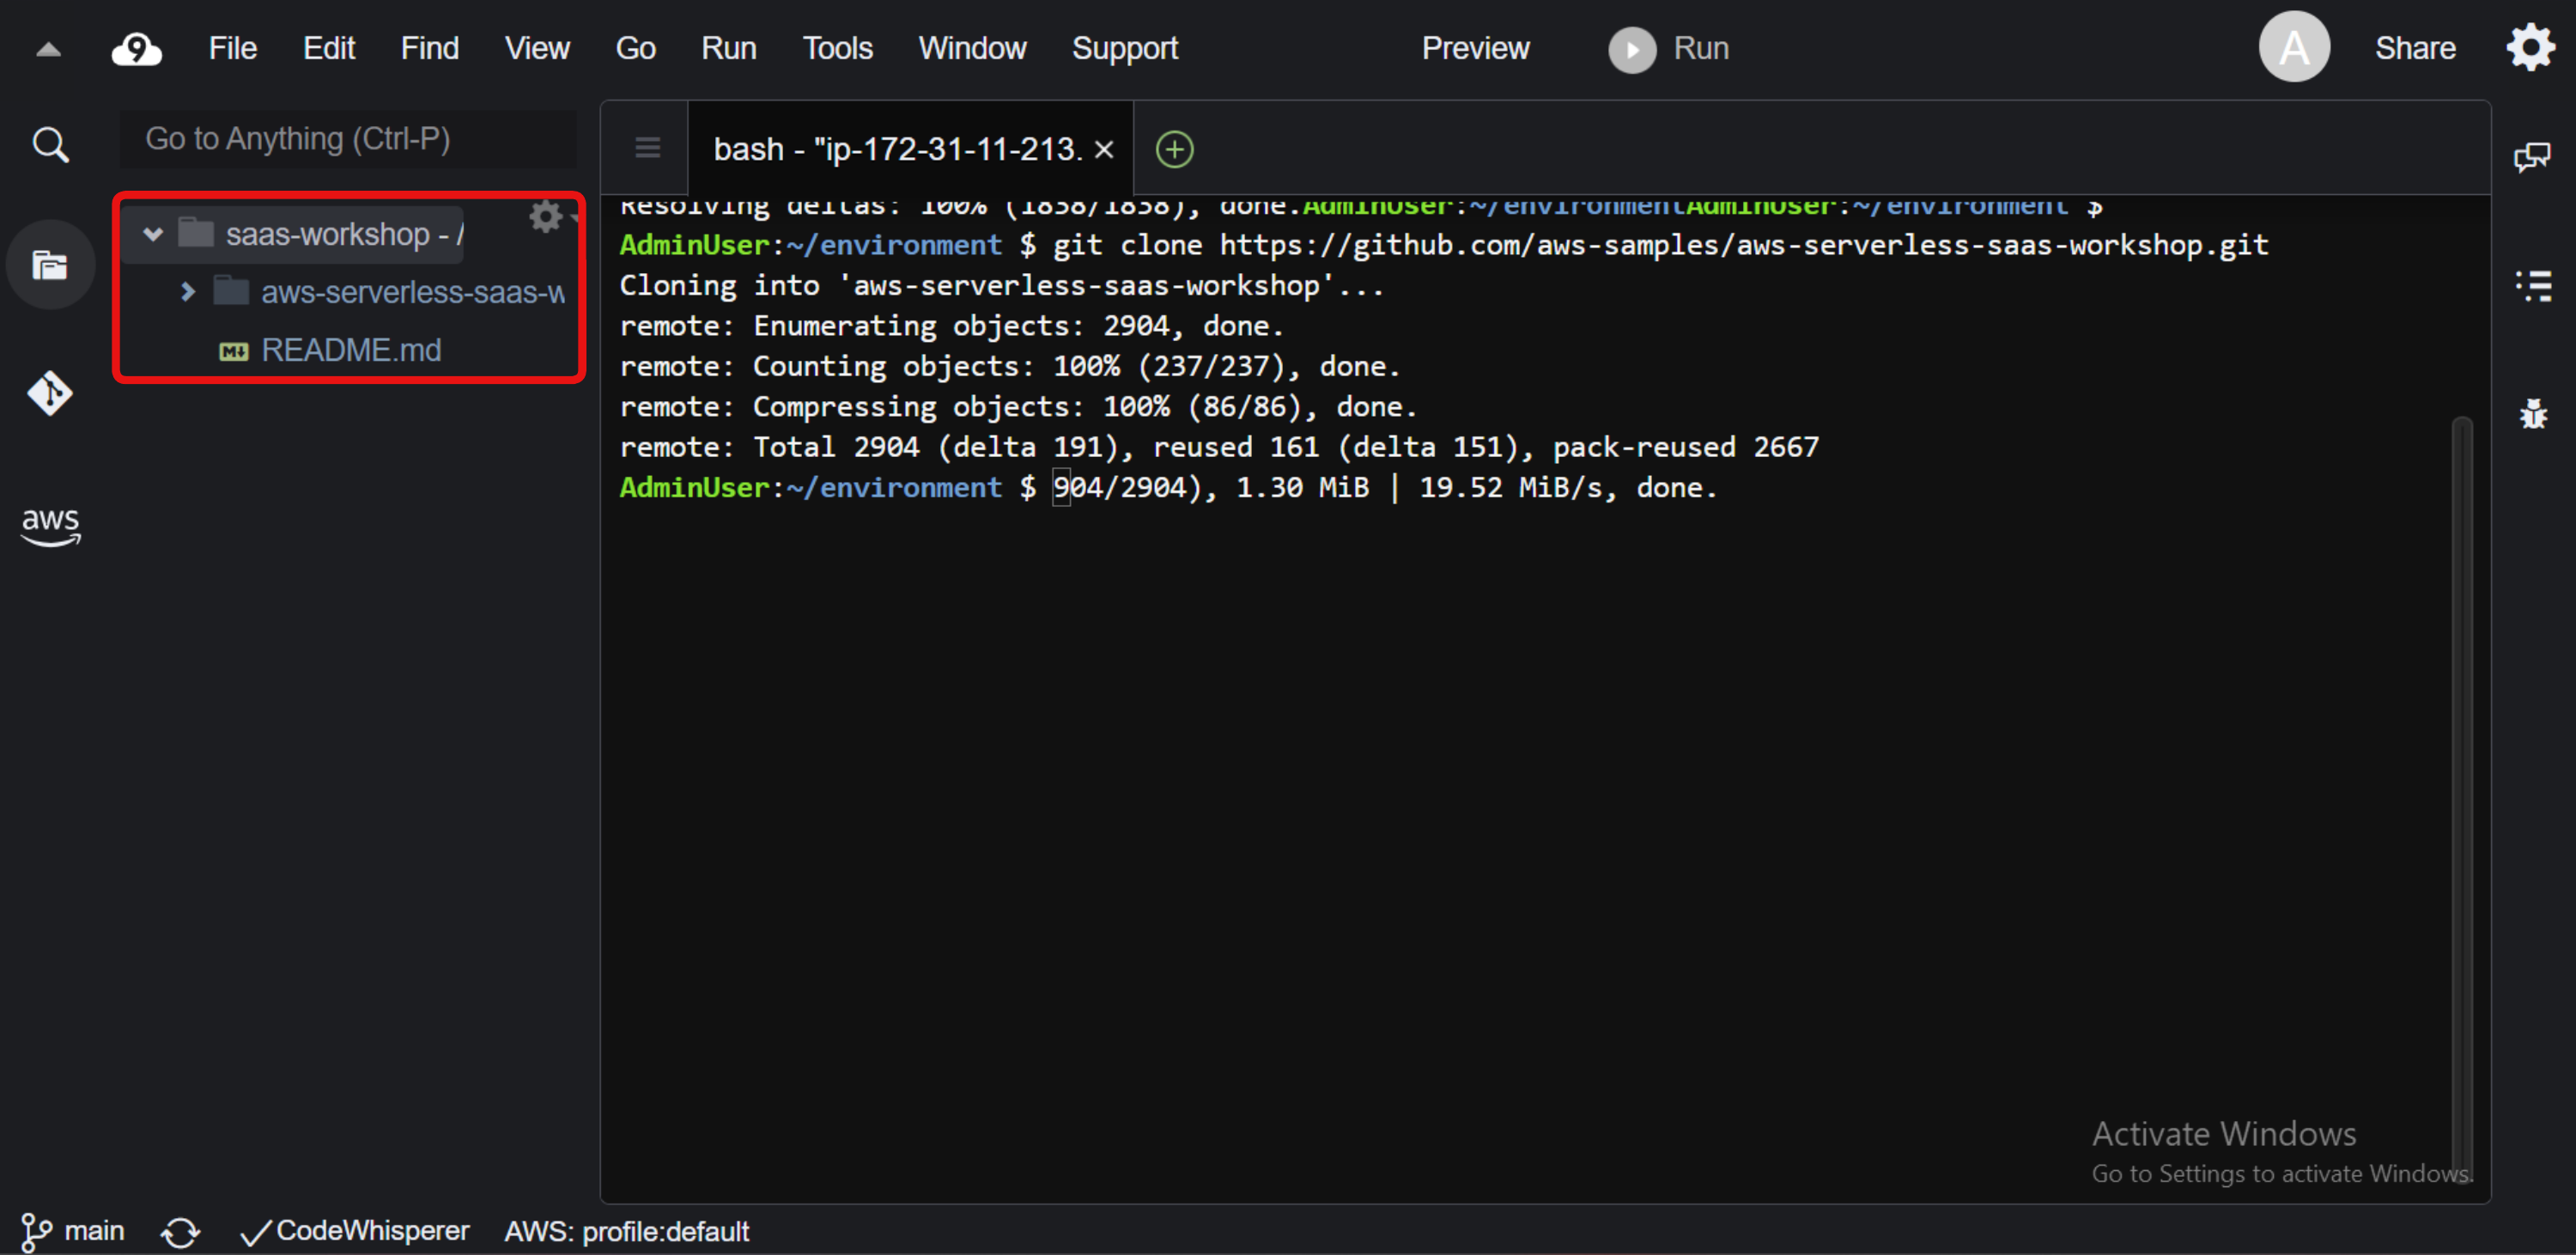 File Edit Find View Go Run Tools Window Support Preview Run A Share
Go to Anything (Ctrl-P)
bash - "ip-172-31-11-213.
saas-workshop - /
aws-serverless-saas-w
README.md
aws
Resolving deltas: 100% (1838/1838), done.AdminUser:~/environmentAdminUser:~/environment $
AdminUser:~/environment $ git clone https://github.com/aws-samples/aws-serverless-saas-workshop.git
Cloning into 'aws-serverless-saas-workshop'...
remote: Enumerating objects: 2904, done.
remote: Counting objects: 100% (237/237), done.
remote: Compressing objects: 100% (86/86), done.
remote: Total 2904 (delta 191), reused 161 (delta 151), pack-reused 2667
AdminUser:~/environment $ 904/2904), 1.30 MiB | 19.52 MiB/s, done.
Activate Windows
Go to Settings to activate Windows.
main CodeWhisperer AWS: profile:default